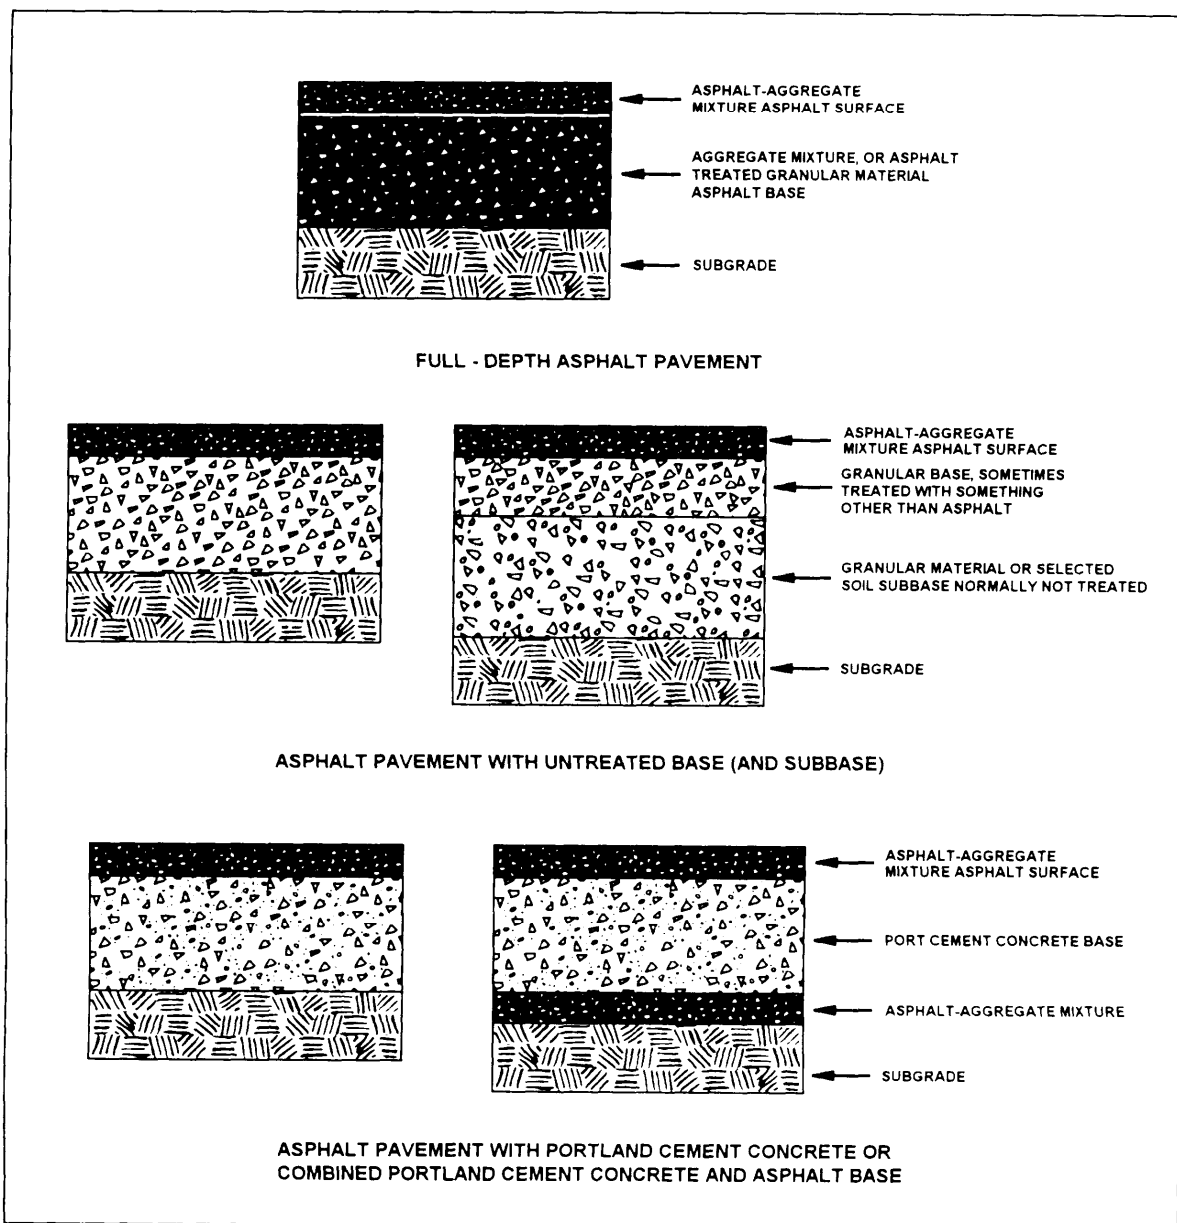 ASPHALT-AGGREGATE
MIXTURE ASPHALT SURFACE
AGGREGATE MIXTURE, OR ASPHALT
TREATED GRANULAR MATERIAL
ASPHALT BASE
SUBGRADE
FULL - DEPTH ASPHALT PAVEMENT
ASPHALT-AGGREGATE
MIXTURE ASPHALT SURFACE
GRANULAR BASE, SOMETIMES
TREATED WITH SOMETHING
OTHER THAN ASPHALT
GRANULAR MATERIAL OR SELECTED
SOIL SUBBASE NORMALLY NOT TREATED
SUBGRADE
ASPHALT PAVEMENT WITH UNTREATED BASE (AND SUBBASE)
ASPHALT-AGGREGATE
MIXTURE ASPHALT SURFACE
PORT CEMENT CONCRETE BASE
ASPHALT-AGGREGATE MIXTURE
SUBGRADE
ASPHALT PAVEMENT WITH PORTLAND CEMENT CONCRETE OR
COMBINED PORTLAND CEMENT CONCRETE AND ASPHALT BASE